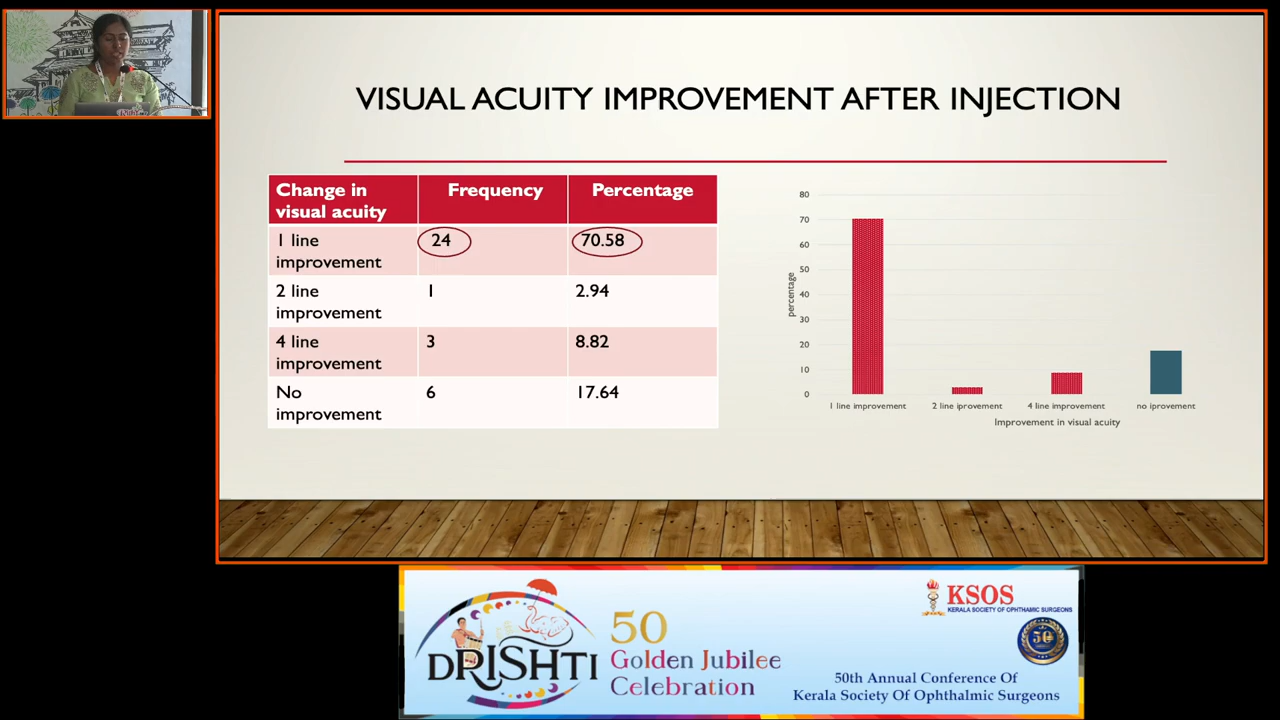 VISUAL ACUITY IMPROVEMENT AFTER INJECTION
Change in visual acuity Frequency Percentage
1 line improvement 24 70.58
2 line improvement 1 2.94
4 line improvement 3 8.82
No improvement 6 17.64
80
70
60
50
40
30
20
10
0
percentage
1 line improvement 2 line iprovement 4 line improvement no iprovement
Improvement in visual acuity
DRISHTI
50
Golden Jubilee
Celebration
KSOS
KERALA SOCIETY OF OPHTHAMIC SURGEONS
50
50th Annual Conference Of
Kerala Society Of Ophthalmic Surgeons